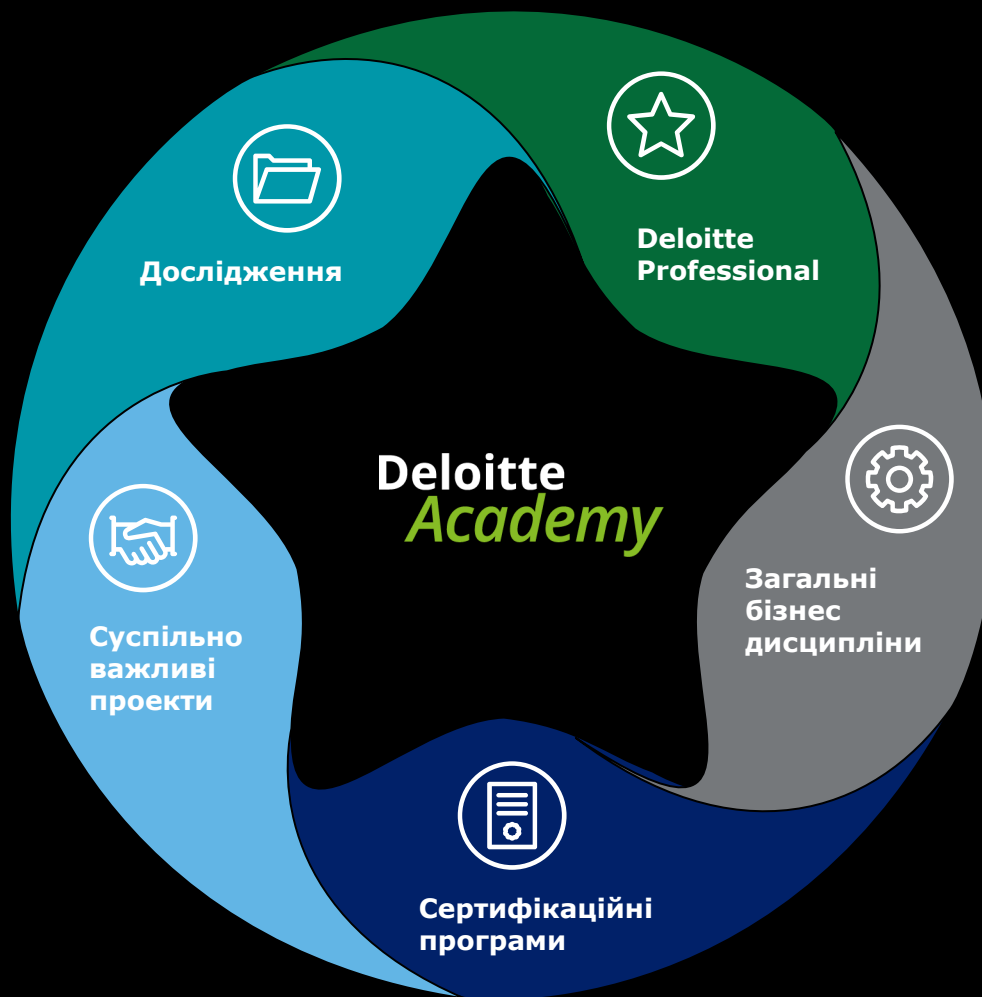 Deloitte
Professional
Дослідження
Deloitte
Academy
Загальні
бізнес
дисципліни
Суспільно
важливі
проекти
Сертифікаційні
програми